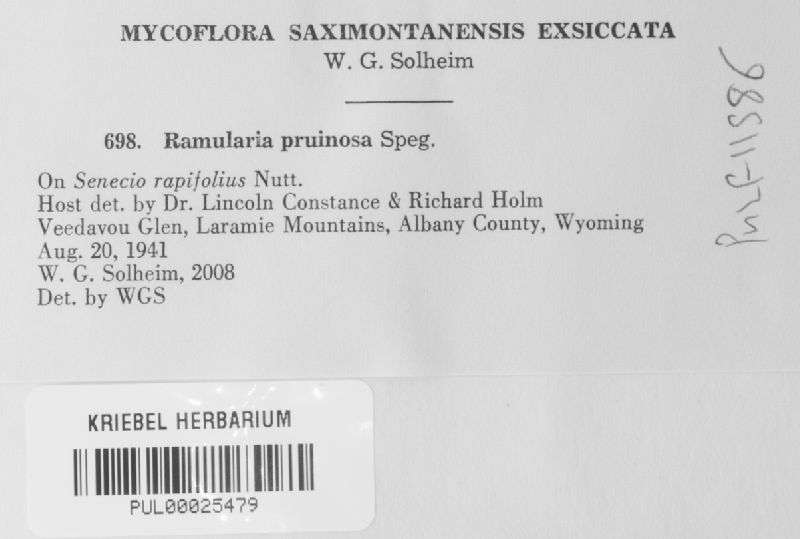 MYCOFLORA SAXIMONTANENSIS EXSICCATA
W. G. Solheim
698. Ramularia pruinosa Speg.
On Senecio rapifolius Nutt.
Host det. by Dr. Lincoln Constance & Richard Holm
Veedavou Glen, Laramie Mountains, Albany County, Wyoming
Aug. 20, 1941
W. G. Solheim, 2008
Det. by WGS
PULF11586
KRIEBEL HERBARIUM
PUL00025479